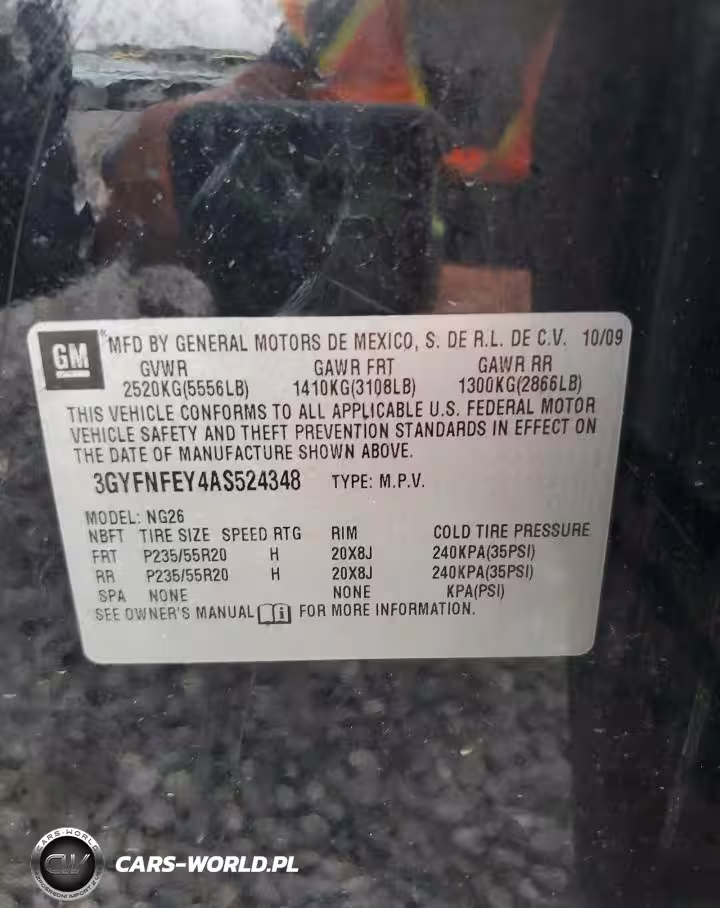 GM
MFD BY GENERAL MOTORS DE MEXICO, S. DE R.L. DE C.V. 10/09
GVWR GAWR FRT GAWR RR
2520KG(5556LB) 1410KG(3108LB) 1300KG(2866LB)
THIS VEHICLE CONFORMS TO ALL APPLICABLE U.S. FEDERAL MOTOR
VEHICLE SAFETY AND THEFT PREVENTION STANDARDS IN EFFECT ON
THE DATE OF MANUFACTURE SHOWN ABOVE.
3GYFNFEY4AS524348 TYPE: M.P.V.
MODEL: NG26
NBFT TIRE SIZE SPEED RTG RIM COLD TIRE PRESSURE
FRT P235/55R20 H 20X8J 240KPA(35PSI)
RR P235/55R20 H 20X8J 240KPA(35PSI)
SPA NONE NONE KPA(PSI)
SEE OWNER'S MANUAL FOR MORE INFORMATION.
CARS-WORLD.PL
CARS-WORLD
CW